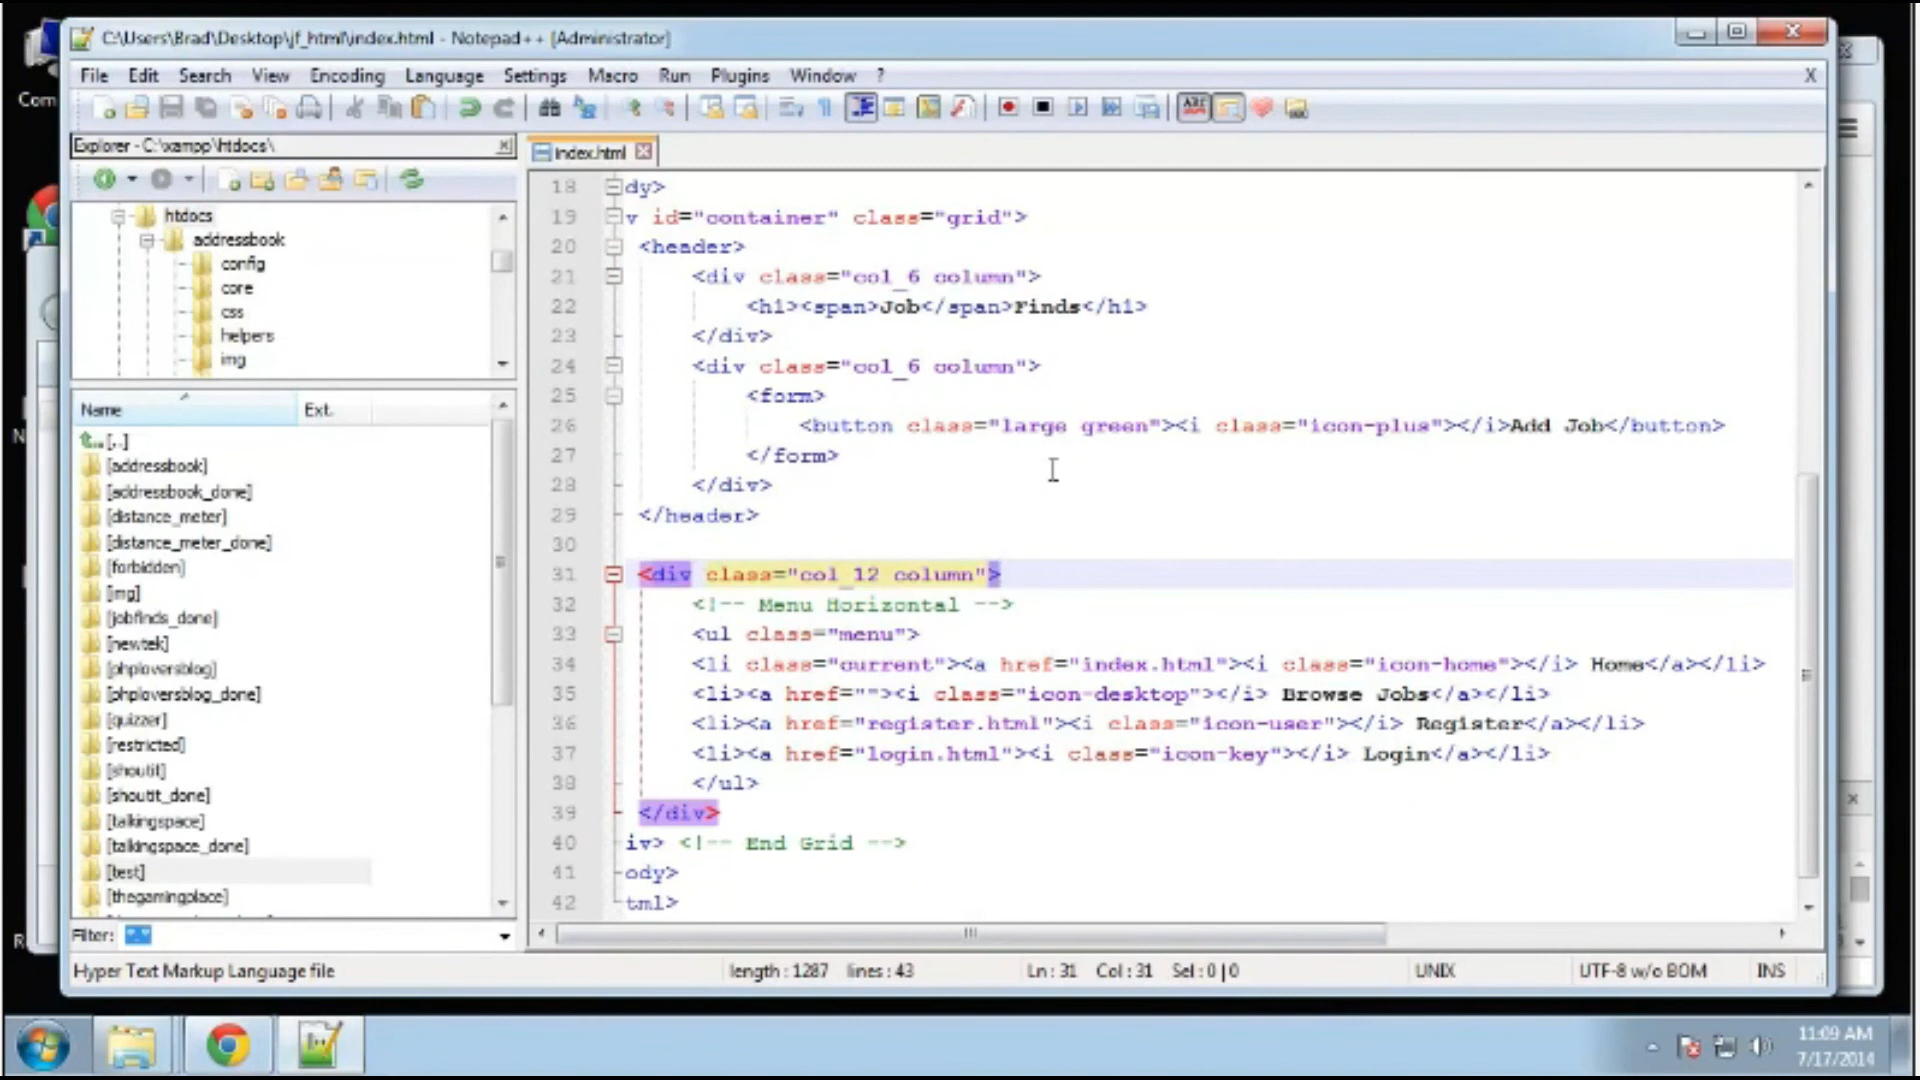 C:\Users\Brad\Desktop\jf_html\index.html - Notepad++ [Administrator]
File Edit Search View Encoding Language Settings Macro Run Plugins Window ? X
Com
Explorer - C:\xampp\htdocs\
index.html
htdocs
addressbook
config
core
css
helpers
img
Name Ext.
[..]
[addressbook]
[addressbook_done]
[distance_meter]
[distance_meter_done]
[forbidden]
[img]
[jobfinds_done]
[newtek]
[phploversblog]
[phploversblog_done]
[quizzer]
[restricted]
[shoutit]
[shoutit_done]
[talkingspace]
[talkingspace_done]
[test]
[thegamingplace]
Filter:
18 dy>
19 v id="container" class="grid">
20 <header>
21 <div class="col_6 column">
22 <h1><span>Job</span>Finds</h1>
23 </div>
24 <div class="col_6 column">
25 <form>
26 <button class="large green"><i class="icon-plus"></i>Add Job</button>
27 </form>
28 </div>
29 </header>
30
31 <div class="col_12 column">
32 <!-- Menu Horizontal -->
33 <ul class="menu">
34 <li class="current"><a href="index.html"><i class="icon-home"></i> Home</a></li>
35 <li><a href=""><i class="icon-desktop"></i> Browse Jobs</a></li>
36 <li><a href="register.html"><i class="icon-user"></i> Register</a></li>
37 <li><a href="login.html"><i class="icon-key"></i> Login</a></li>
38 </ul>
39 </div>
40 iv> <!-- End Grid -->
41 ody>
42 tml>
Hyper Text Markup Language file length : 1287 lines : 43 Ln : 31 Col : 31 Sel : 0 | 0 UNIX UTF-8 w/o BOM INS
11:09 AM
7/17/2014